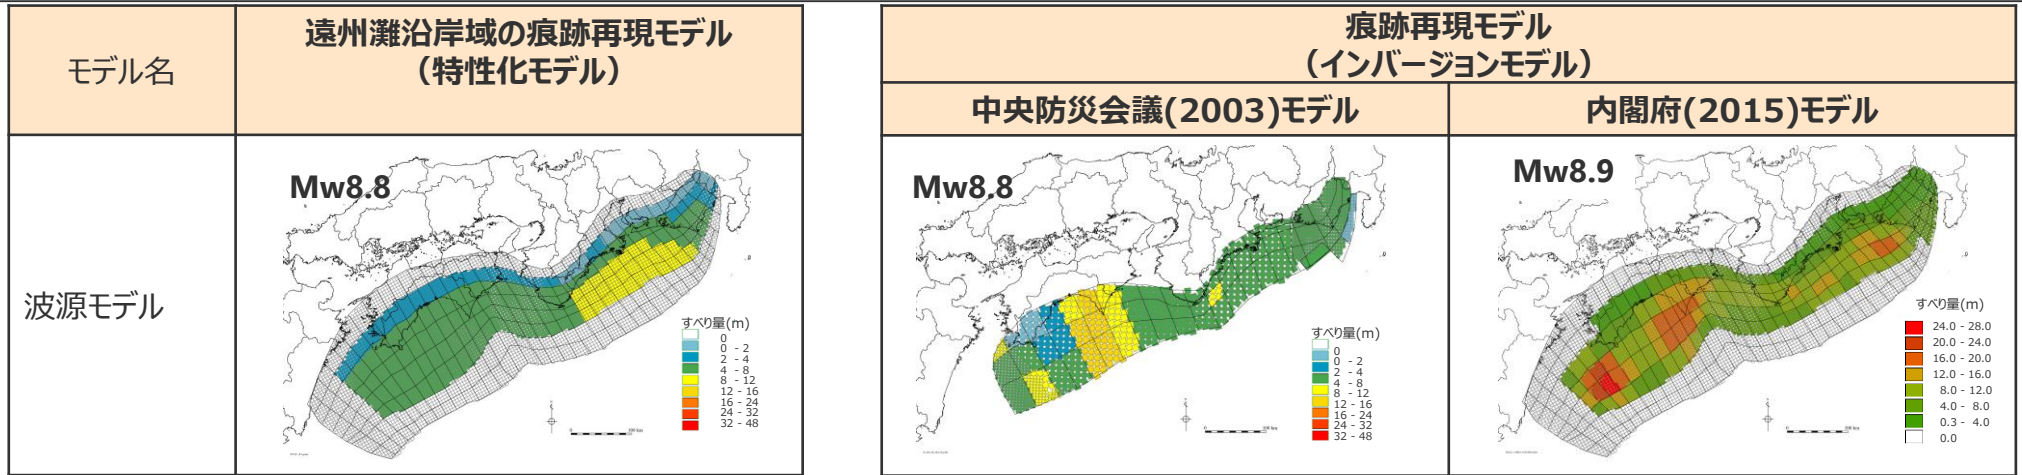 モデル名
遠州灘沿岸域の痕跡再現モデル
（特性化モデル）
痕跡再現モデル
（インバージョンモデル）
中央防災会議(2003)モデル
内閣府(2015)モデル
波源モデル
Mw8.8
すべり量(m)
0
0 - 2
2 - 4
4 - 8
8 - 12
12 - 16
16 - 24
24 - 32
32 - 48
Mw8.8
すべり量(m)
0
0 - 2
2 - 4
4 - 8
8 - 12
12 - 16
16 - 24
24 - 32
32 - 48
Mw8.9
すべり量(m)
24.0 - 28.0
20.0 - 24.0
16.0 - 20.0
12.0 - 16.0
8.0 - 12.0
4.0 - 8.0
0.3 - 4.0
0.0